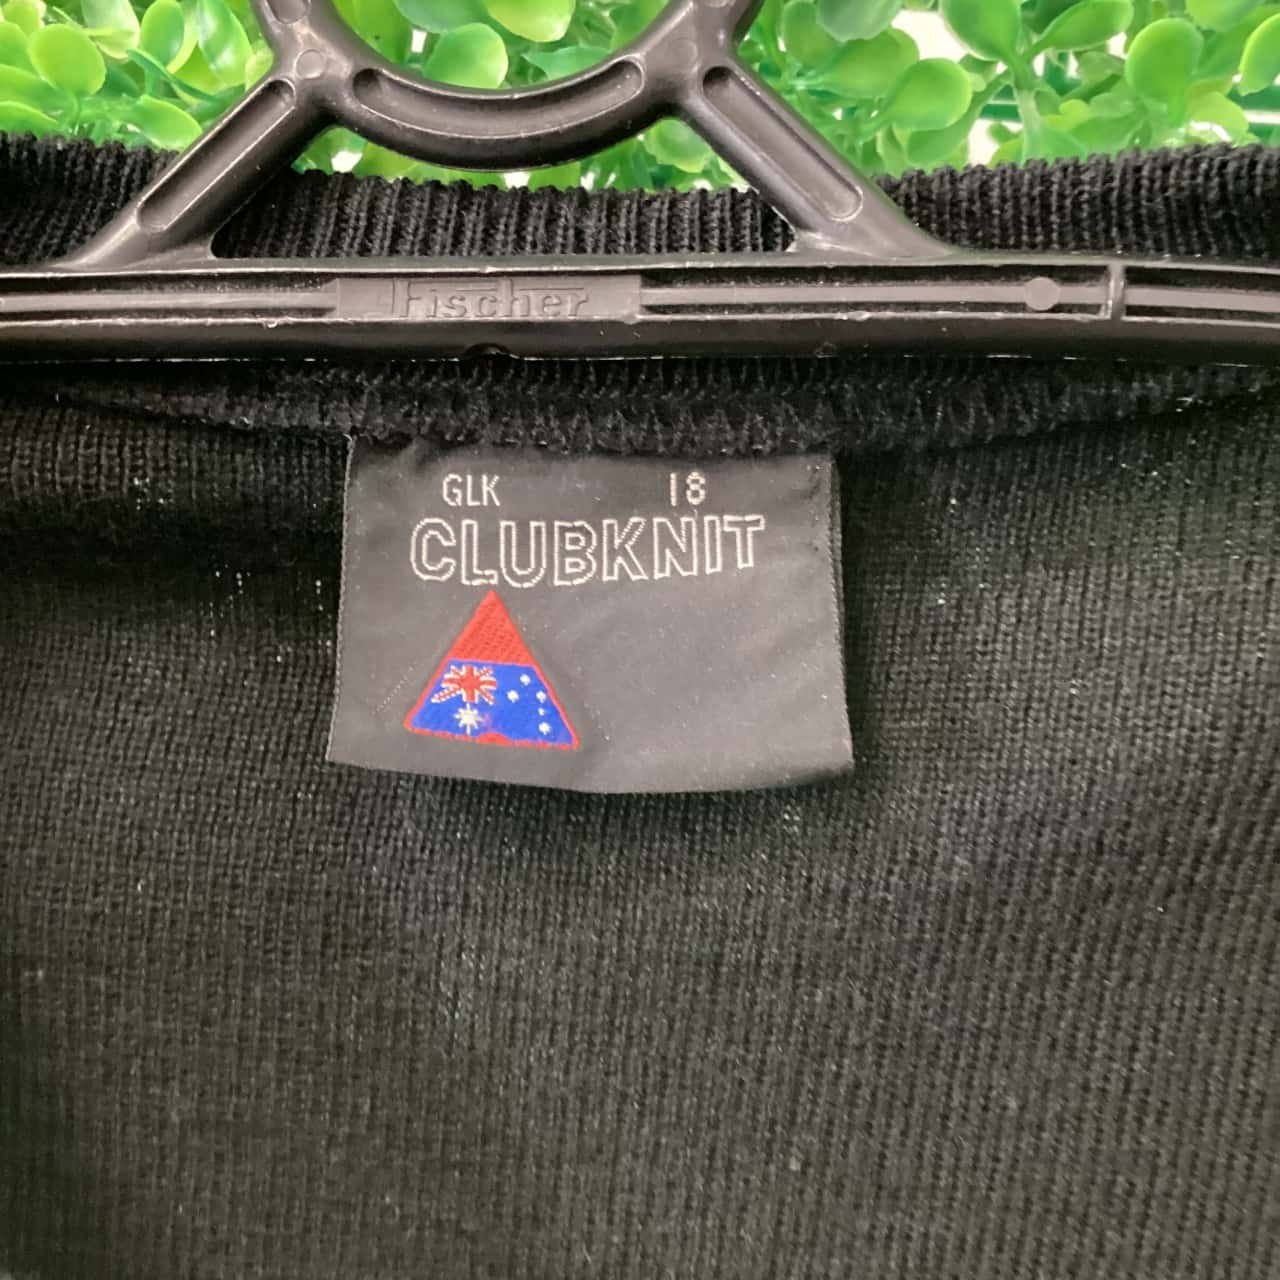 Fischer
GLK 18
CLUBKNIT